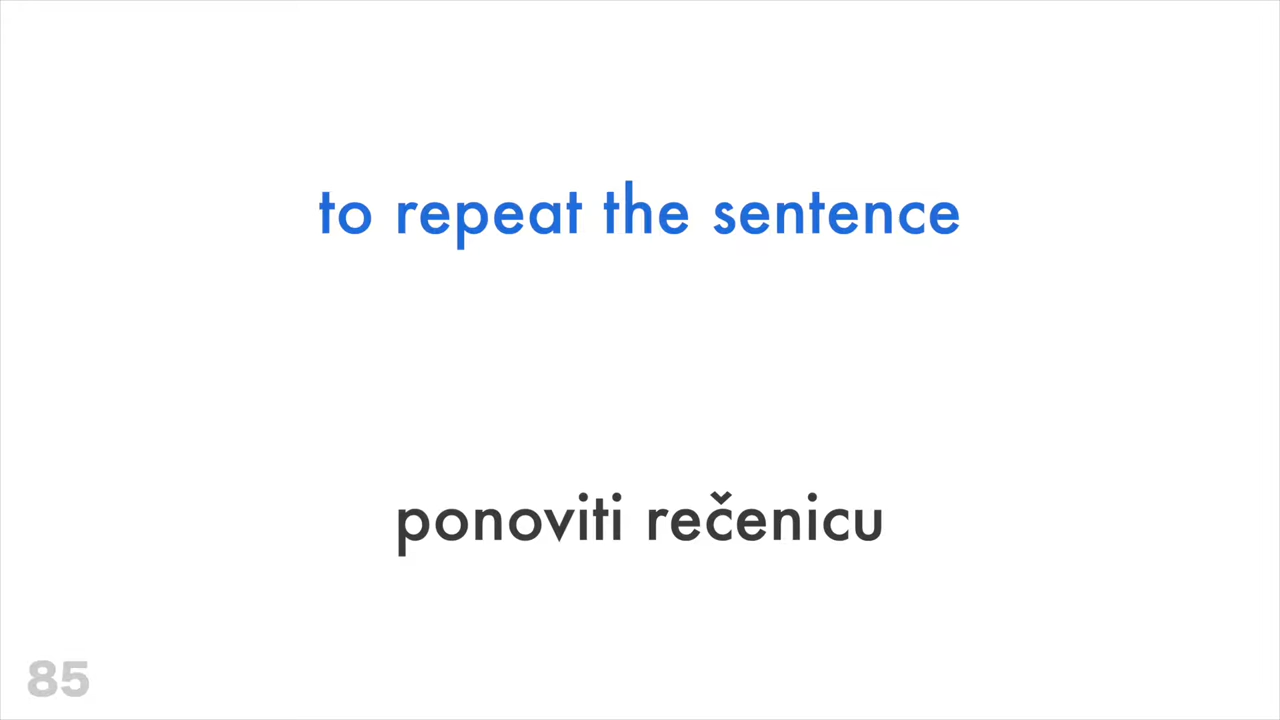 to repeat the sentence
ponoviti rečenicu
85